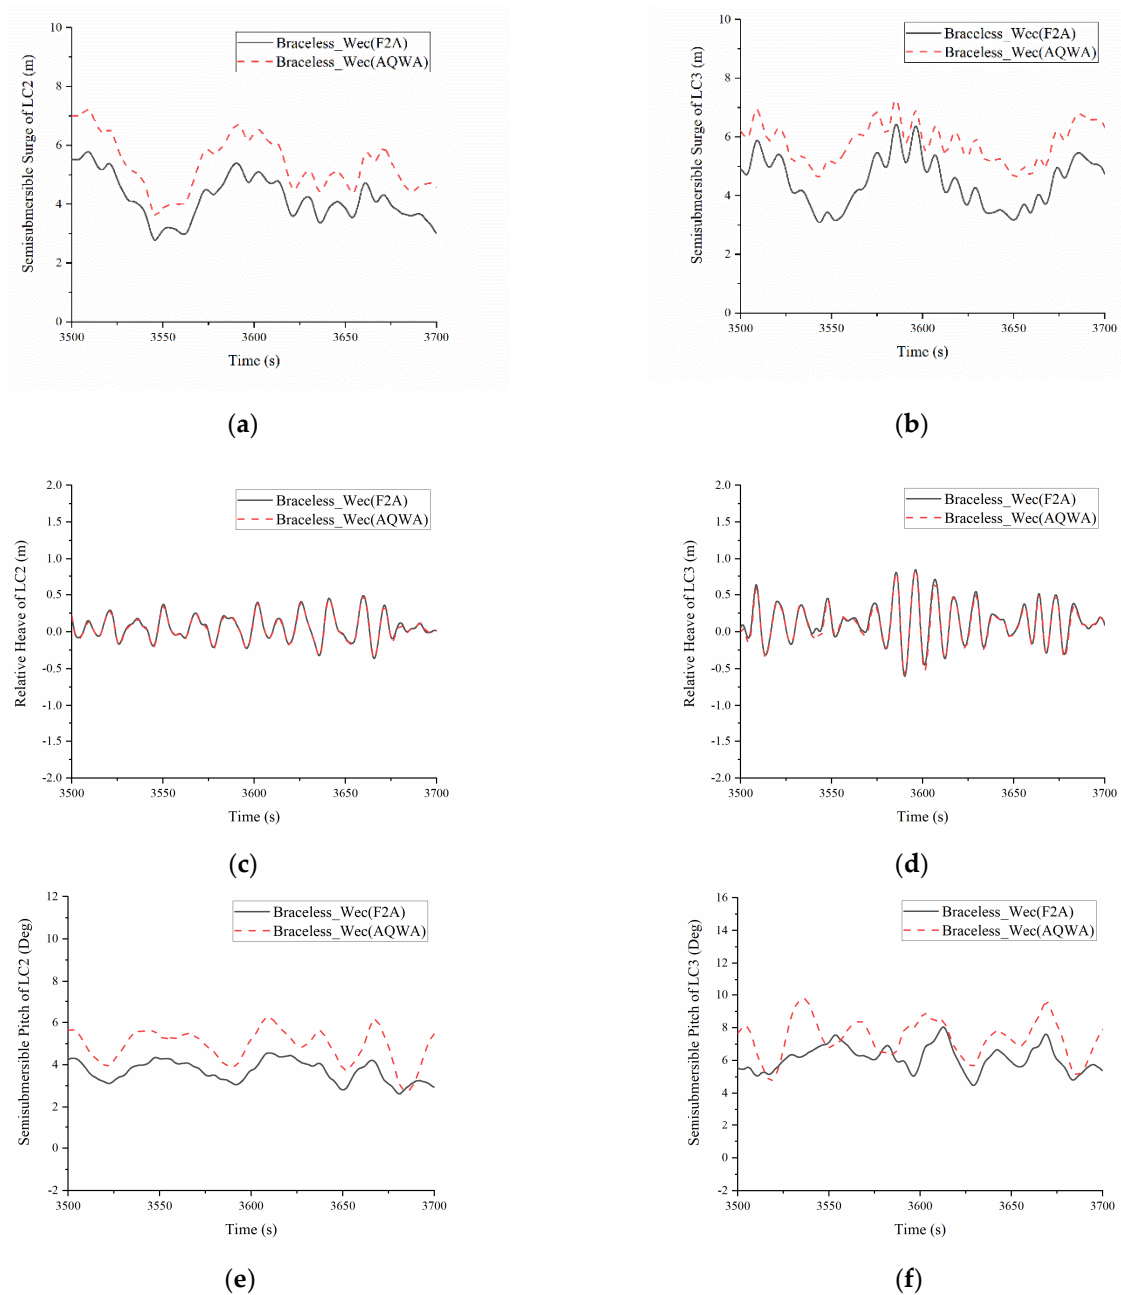 10
8
6
4
2
0
Semisubmersible Surge of LC2 (m)
Braceless_Wec(F2A)
Braceless_Wec(AQWA)
3500
3550
3600
3650
3700
Time (s)
(a)
10
8
6
4
2
0
Semisubmersible Surge of LC3 (m)
Braceless_Wec(F2A)
Braceless_Wec(AQWA)
3500
3550
3600
3650
3700
Time (s)
(b)
2.0
1.5
1.0
0.5
0.0
-0.5
-1.0
-1.5
-2.0
Relative Heave of LC2 (m)
Braceless_Wec(F2A)
Braceless_Wec(AQWA)
3500
3550
3600
3650
3700
Time (s)
(c)
2.0
1.5
1.0
0.5
0.0
-0.5
-1.0
-1.5
-2.0
Relative Heave of LC3 (m)
Braceless_Wec(F2A)
Braceless_Wec(AQWA)
3500
3550
3600
3650
3700
Time (s)
(d)
12
10
8
6
4
2
0
-2
Semisubmersible Pitch of LC2 (Deg)
Braceless_Wec(F2A)
Braceless_Wec(AQWA)
3500
3550
3600
3650
3700
Time (s)
(e)
16
14
12
10
8
6
4
2
0
-2
Semisubmersible Pitch of LC3 (Deg)
Braceless_Wec(F2A)
Braceless_Wec(AQWA)
3500
3550
3600
3650
3700
Time (s)
(f)